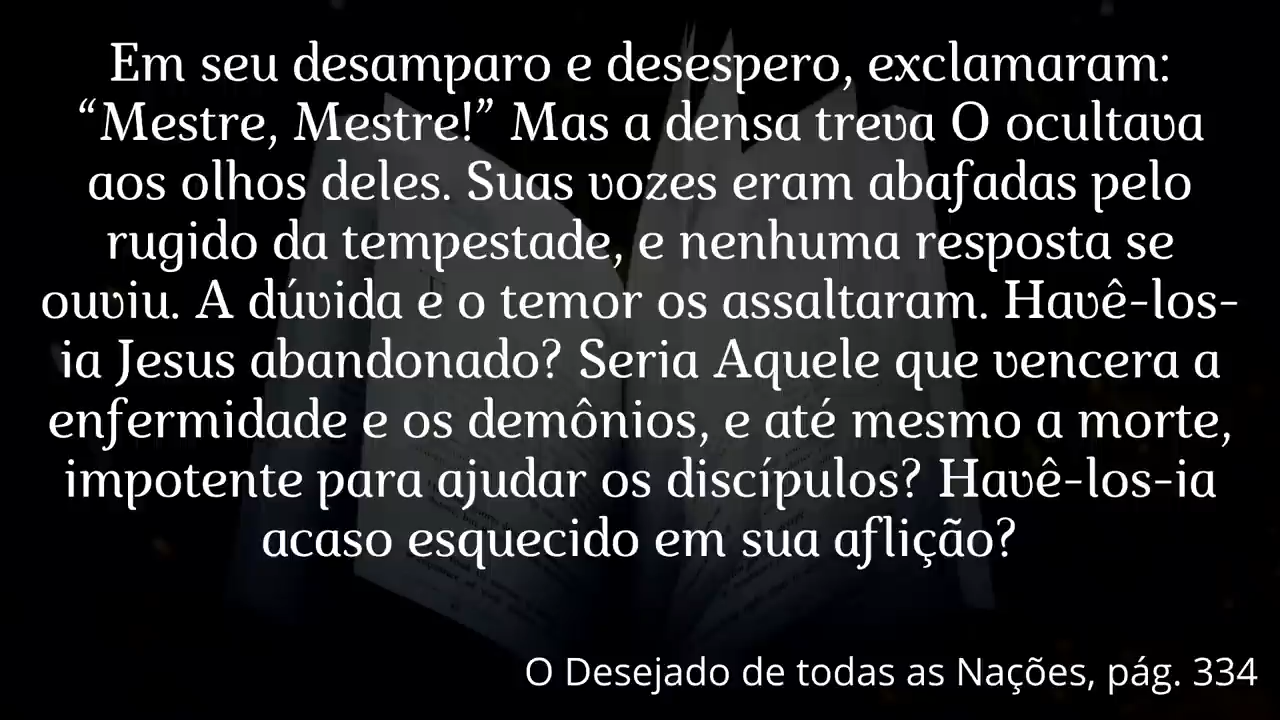 Em seu desamparo e desespero, exclamaram:
“Mestre, Mestre!” Mas a densa treva O ocultava
aos olhos deles. Suas vozes eram abafadas pelo
rugido da tempestade, e nenhuma resposta se
ouviu. A dúvida e o temor os assaltaram. Havê-los-
ia Jesus abandonado? Seria Aquele que vencera a
enfermidade e os demônios, e até mesmo a morte,
impotente para ajudar os discípulos? Havê-los-ia
acaso esquecido em sua aflição?
O Desejado de todas as Nações, pág. 334